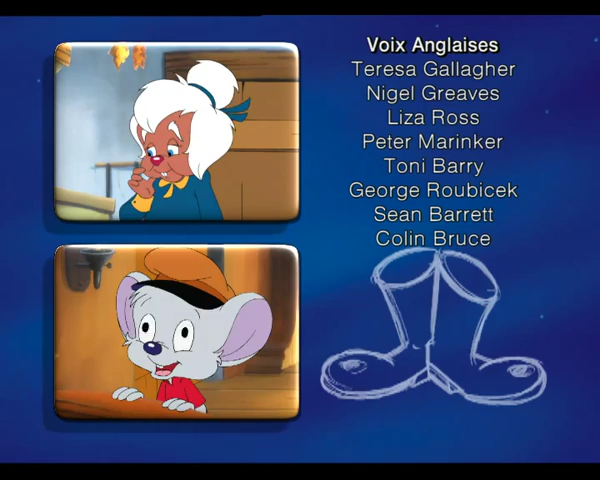 Voix Anglaises
Teresa Gallagher
Nigel Greaves
Liza Ross
Peter Marinker
Toni Barry
George Roubicek
Sean Barrett
Colin Bruce